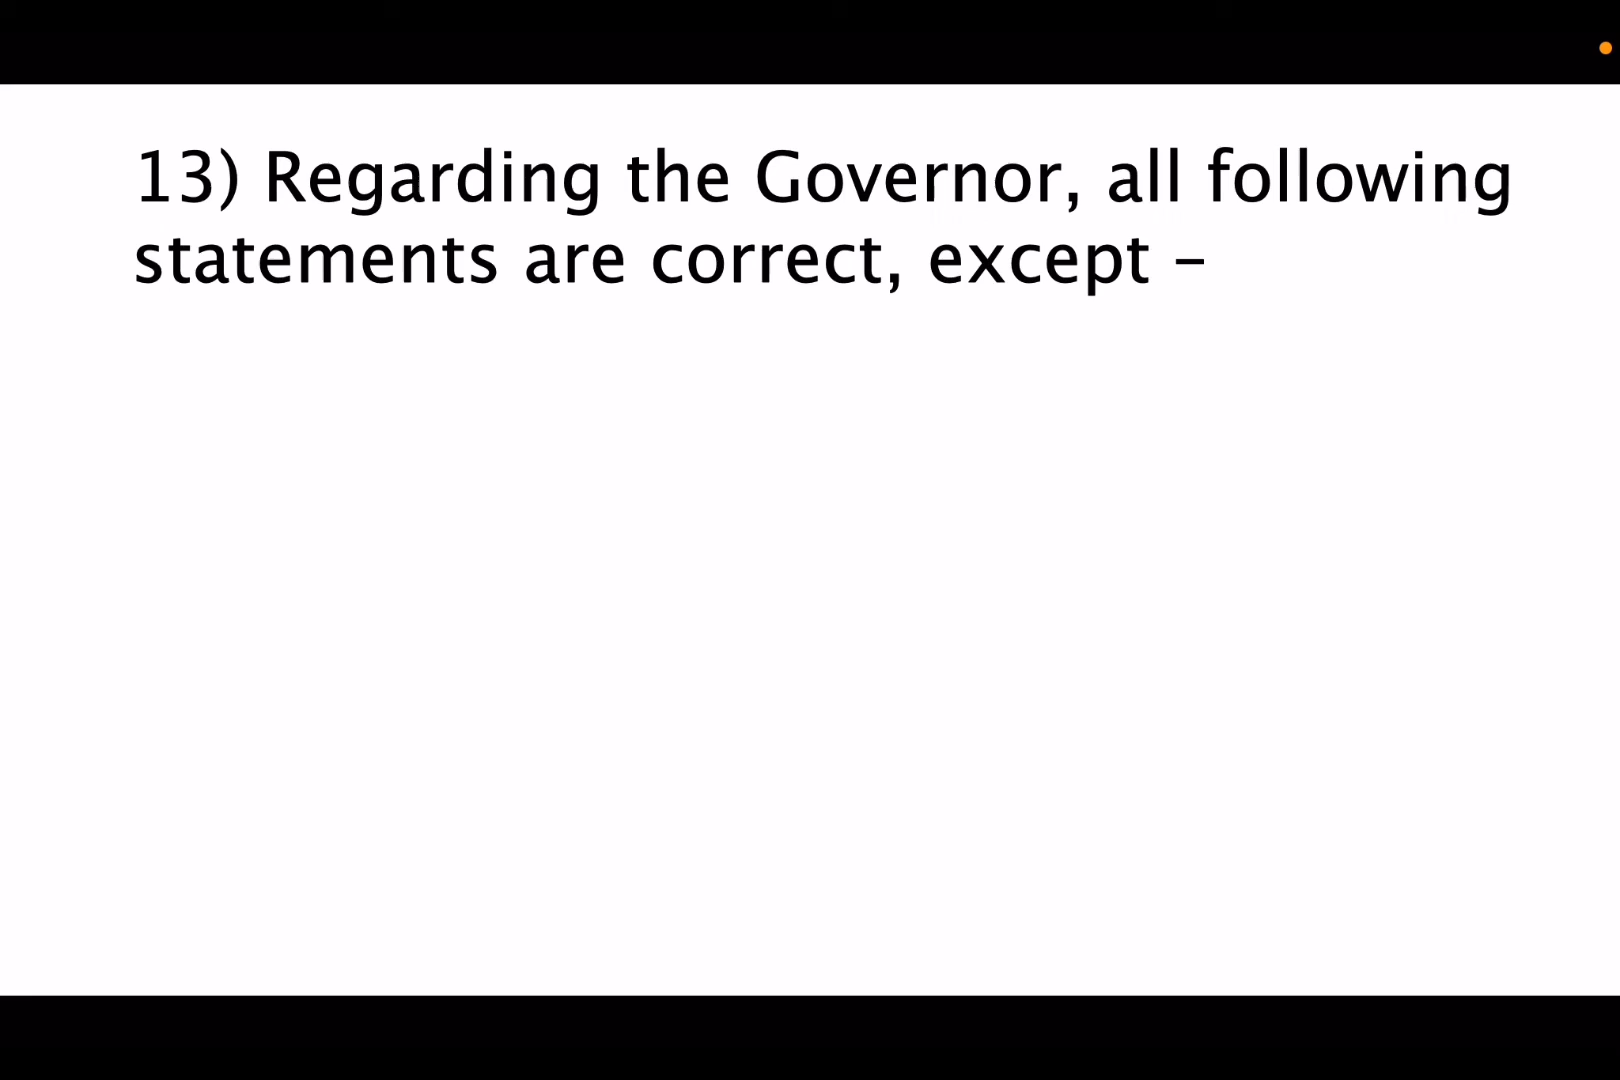 13) Regarding the Governor, all following
statements are correct, except –